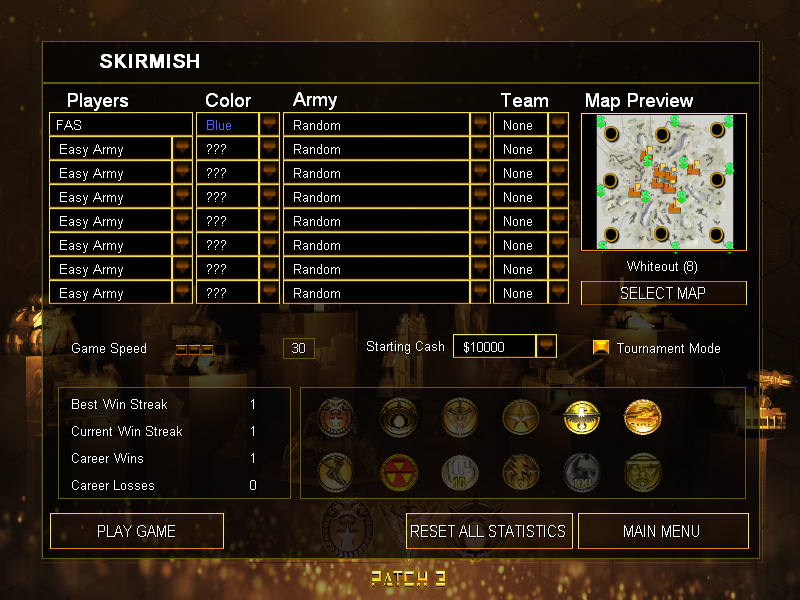 SKIRMISH
Players Color Army Team Map Preview
FAS Blue Random None
Easy Army ??? Random None
Easy Army ??? Random None
Easy Army ??? Random None
Easy Army ??? Random None
Easy Army ??? Random None
Easy Army ??? Random None
Easy Army ??? Random None
Whiteout (8)
SELECT MAP
Game Speed 30 Starting Cash $10000 Tournament Mode
Best Win Streak 1
Current Win Streak 1
Career Wins 1
Career Losses 0
10 100
PLAY GAME RESET ALL STATISTICS MAIN MENU
PATCH 3